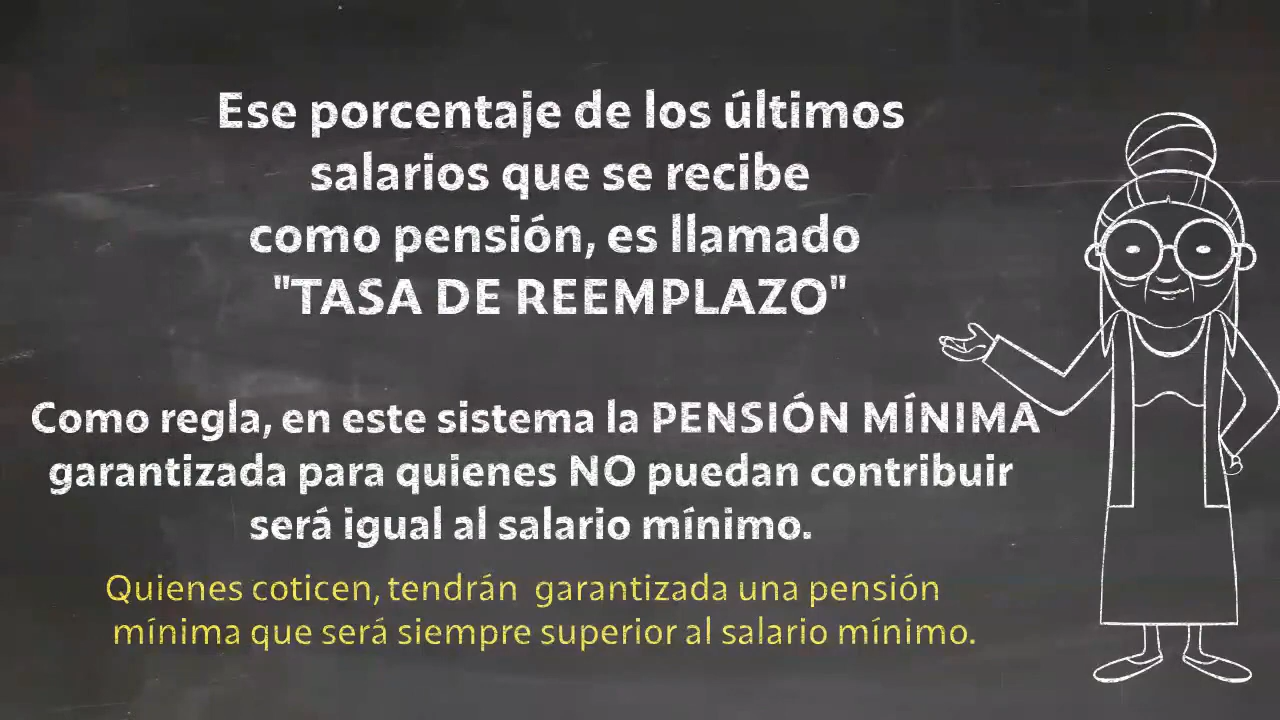 Ese porcentaje de los últimos
salarios que se recibe
como pensión, es llamado
"TASA DE REEMPLAZO"
Como regla, en este sistema la PENSIÓN MÍNIMA
garantizada para quienes NO puedan contribuir
será igual al salario mínimo.
Quienes coticen, tendrán garantizada una pensión
mínima que será siempre superior al salario mínimo.